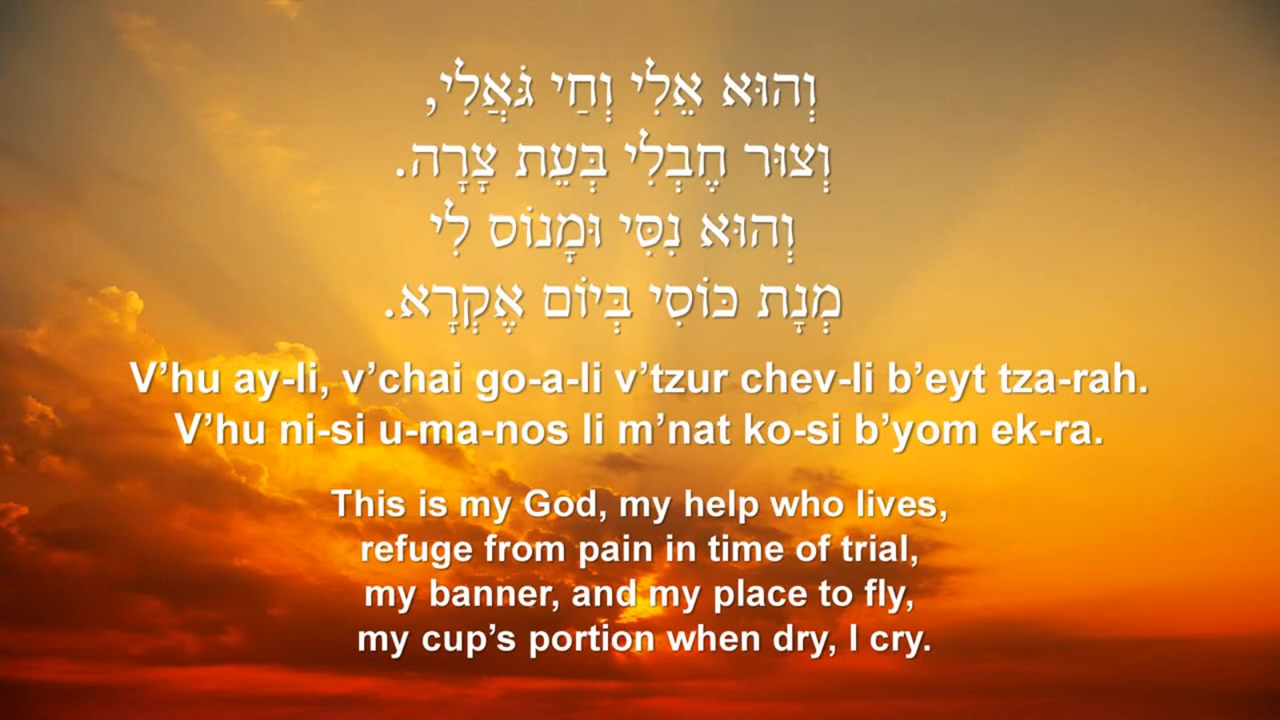 וְהוּא אֵלִי וְחַי גֹּאֲלִי,
וְצוּר חֶבְלִי בְּעֵת צָרָה.
וְהוּא נִסִּי וּמָנוֹס לִי
מְנָת כּוֹסִי בְּיוֹם אֶקְרָא.
V’hu ay-li, v’chai go-a-li v’tzur chev-li b’eyt tza-rah.
V’hu ni-si u-ma-nos li m’nat ko-si b’yom ek-ra.
This is my God, my help who lives,
refuge from pain in time of trial,
my banner, and my place to fly,
my cup’s portion when dry, I cry.